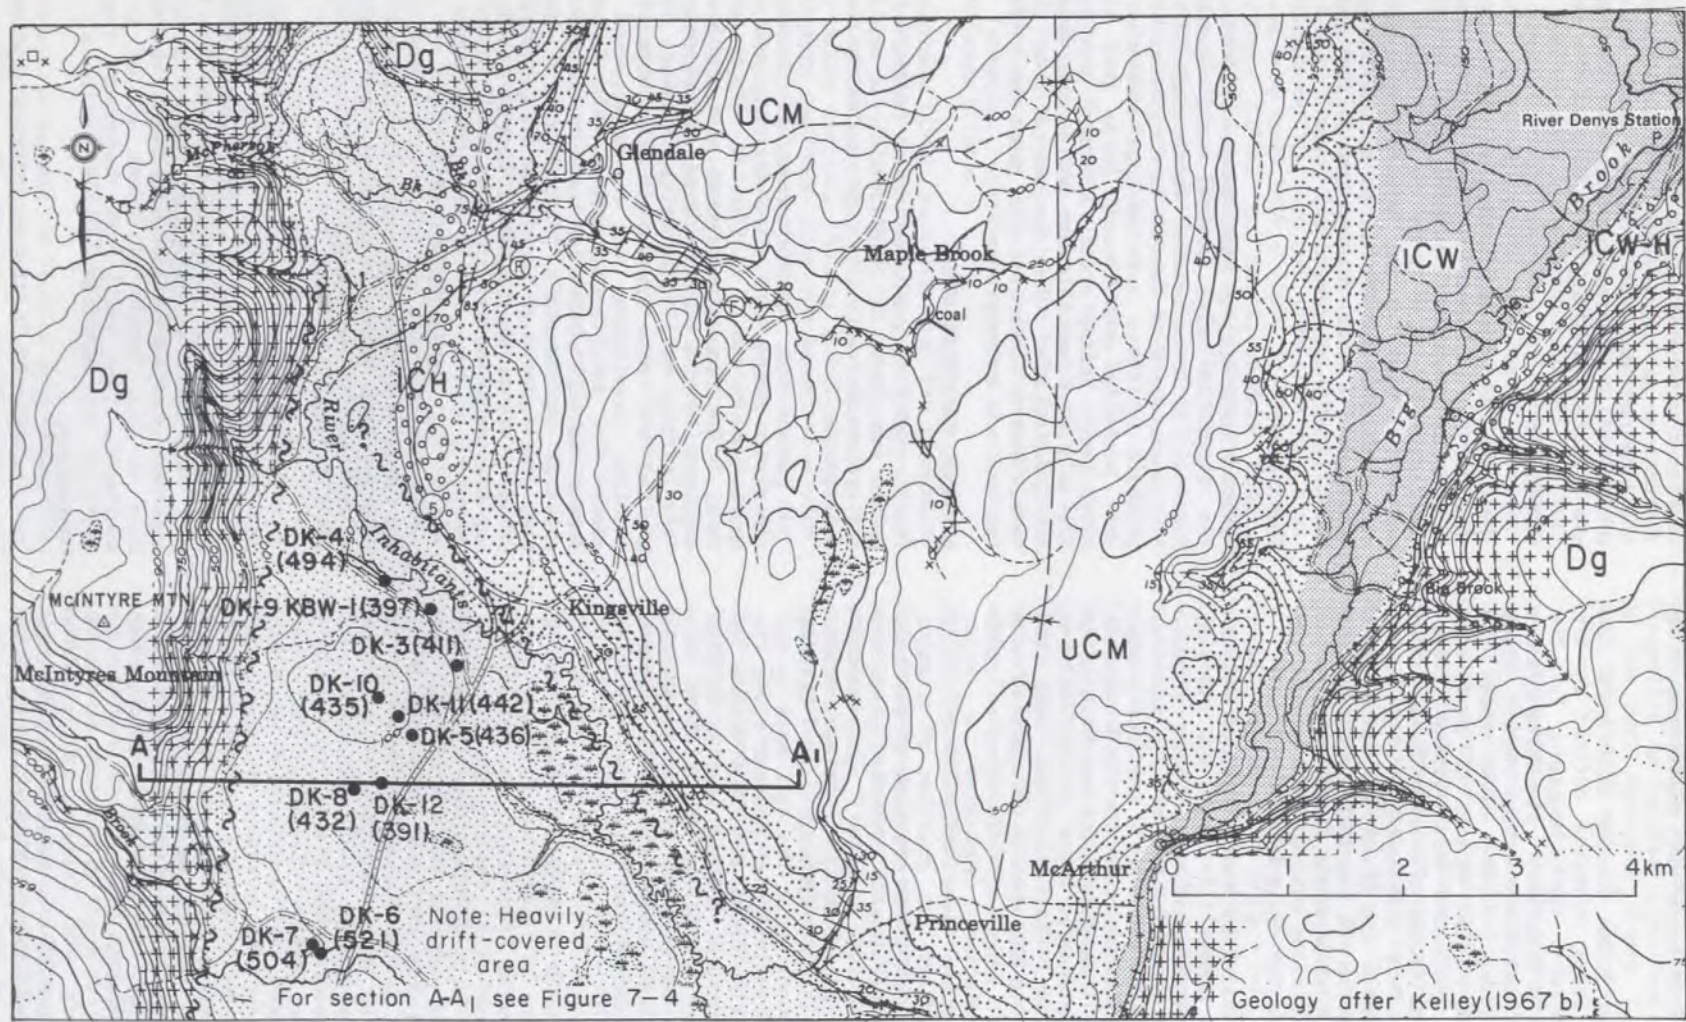 Dg
UCM
River Denys Station
McPherson
Glendale
Bk
Brook
P
ICW-H
Maple Brook
ICW
coal
Dg
ICH
River
Big
5
DK-4
(494)
Inhabitants
McINTYRE MTN
DK-9 KBW-1(397)
Kingsville
Dg
Big Brook
DK-3(411)
UCM
McIntyres Mountain
DK-10
(435)
DK-11(442)
DK-5(436)
A
A1
DK-8
(432)
DK-12
(391)
Brook
McArthur
0 1 2 3 4 km
DK-6
(521)
DK-7
(504)
Note: Heavily
drift-covered
area
Princeville
For section A-A1 see Figure 7-4
Geology after Kelley (1967 b)